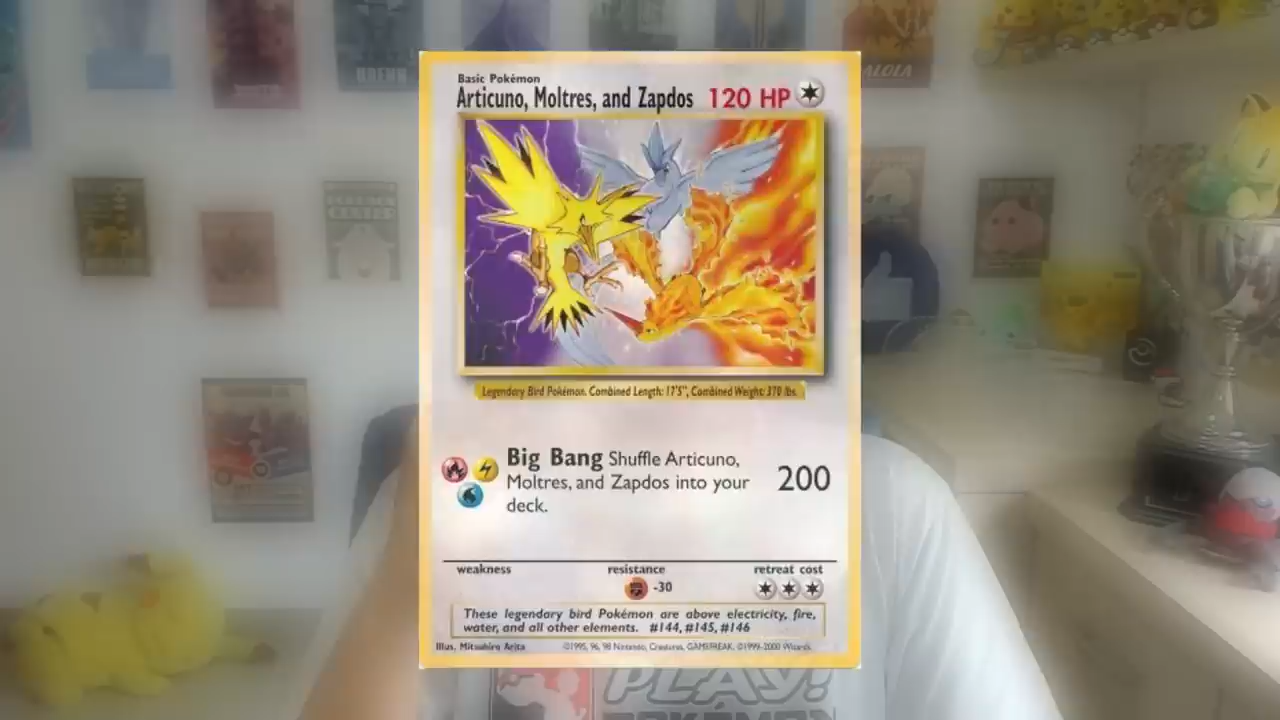 ALOLA
Basic Pokémon
Articuno, Moltres, and Zapdos 120 HP
Legendary Bird Pokémon. Combined Length: 17'5", Combined Weight: 370 lbs.
Big Bang Shuffle Articuno,
Moltres, and Zapdos into your
deck.
200
weakness resistance retreat cost
-30
These legendary bird Pokémon are above electricity, fire,
water, and all other elements. #144, #145, #146
Illus. Mitsuhiro Arita ©1995, 96, 98 Nintendo, Creatures, GAMEFREAK. ©1999-2000 Wizards.
PLAY!
POKÉMON